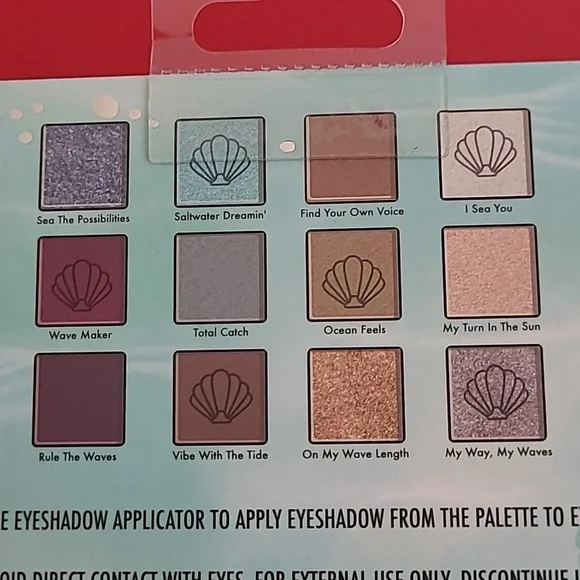 Sea The Possibilities Saltwater Dreamin' Find Your Own Voice I Sea You
Wave Maker Total Catch Ocean Feels My Turn In The Sun
Rule The Waves Vibe With The Tide On My Wave Length My Way, My Waves
EYESHADOW APPLICATOR TO APPLY EYESHADOW FROM THE PALETTE TO
DIRECT CONTACT WITH EYES. FOR EXTERNAL USE ONLY. DISCONTINUE